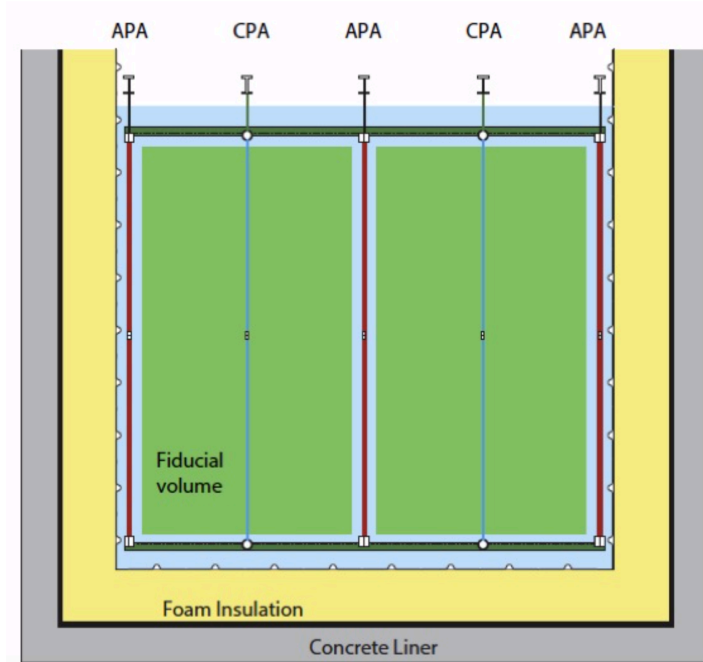 APA CPA APA CPA APA
Fiducial
volume
Foam Insulation
Concrete Liner